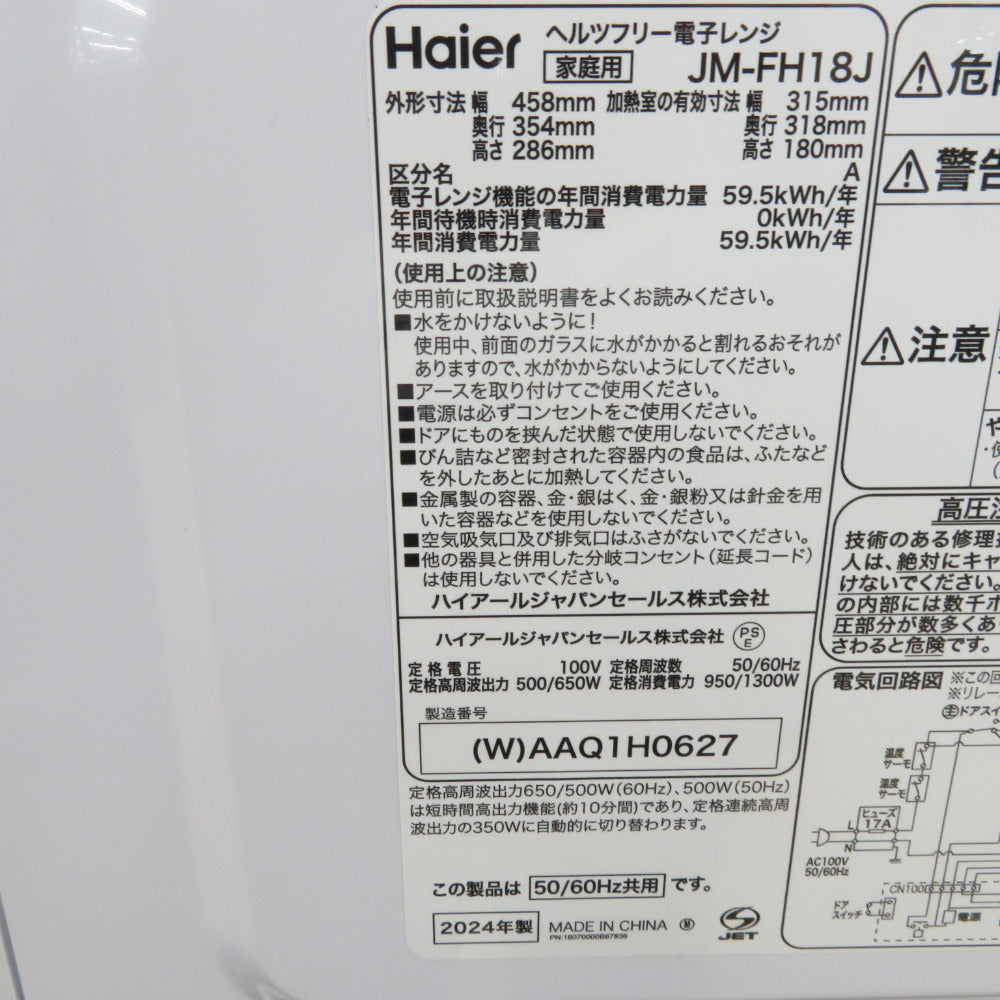 Haier
ヘルツフリー電子レンジ
家庭用 JM-FH18J
外形寸法 幅 458mm 加熱室の有効寸法 幅 315mm
奥行 354mm 奥行 318mm
高さ 286mm 高さ 180mm
区分名 A
電子レンジ機能の年間消費電力量 59.5kWh/年
年間待機時消費電力量 0kWh/年
年間消費電力量 59.5kWh/年
(使用上の注意)
使用前に取扱説明書をよくお読みください。
■水をかけないように!
使用中、前面のガラスに水がかかると割れるおそれが
ありますので、水がかからないようにしてください。
■アースを取り付けてご使用ください。
■電源は必ずコンセントをご使用ください。
■ドアにものを挟んだ状態で使用しないでください。
■びん詰など密封された容器内の食品は、ふたなど
を外したあとに加熱してください。
■金属製の容器、金・銀はく、金・銀粉又は針金を用
いた容器などを使用しないでください。
■空気吸気口及び排気口はふさがないでください。
■他の器具と併用した分岐コンセント(延長コード)
は使用しないでください。
ハイアールジャパンセールス株式会社
ハイアールジャパンセールス株式会社 PSE
定格電圧 100V 定格周波数 50/60Hz
定格高周波出力 500/650W 定格消費電力 950/1300W
製造番号
(W)AAQ1H0627
定格高周波出力650/500W(60Hz)、500W(50Hz)
は短時間高出力機能(約10分間)であり、定格連続高周
波出力の350Wに自動的に切り替わります。
この製品は 50/60Hz共用 です。
2024年製 MADE IN CHINA Ⓜ JET
⚠危
⚠警告
⚠注意
高圧
技術のある修理
人は、絶対にキャ
けないでください。
の内部には数千ボ
圧部分が数多くあ
さわると危険です。
電気回路図 ※この回
※リレー
主ドアスイ
温度
サーモ
温度
サーモ
ヒューズ
17A
L
N
AC100V
50/60Hz
ドア
スイッチ
電源